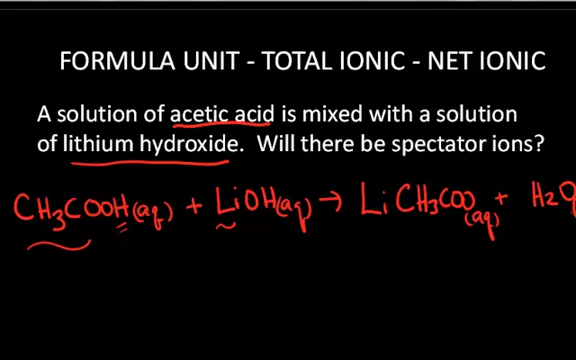 FORMULA UNIT - TOTAL IONIC - NET IONIC
A solution of acetic acid is mixed with a solution
of lithium hydroxide. Will there be spectator ions?
CH3COOH(aq) + LiOH(aq) → LiCH3COO(aq) + H2O